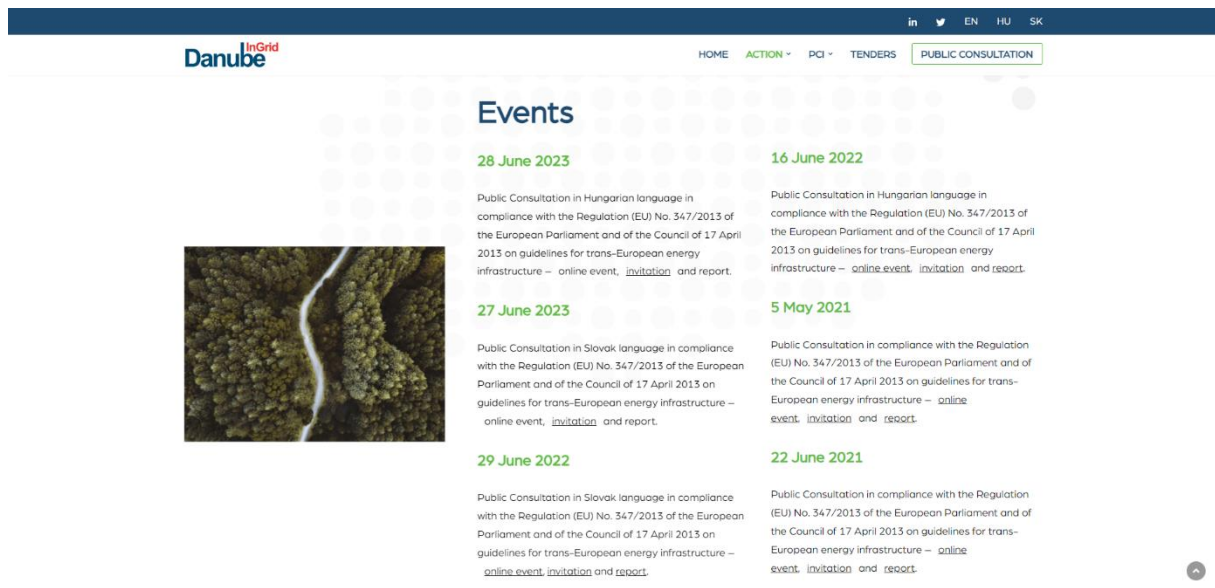 in EN HU SK
Danube InGrid
HOME ACTION PCI TENDERS PUBLIC CONSULTATION
Events
28 June 2023
Public Consultation in Hungarian language in
compliance with the Regulation (EU) No. 347/2013 of
the European Parliament and of the Council of 17 April
2013 on guidelines for trans-European energy
infrastructure – online event, invitation and report.
27 June 2023
Public Consultation in Slovak language in compliance
with the Regulation (EU) No. 347/2013 of the European
Parliament and of the Council of 17 April 2013 on
guidelines for trans-European energy infrastructure –
online event, invitation and report.
29 June 2022
Public Consultation in Slovak language in compliance
with the Regulation (EU) No. 347/2013 of the European
Parliament and of the Council of 17 April 2013 on
guidelines for trans-European energy infrastructure –
online event, invitation and report.
16 June 2022
Public Consultation in Hungarian language in
compliance with the Regulation (EU) No. 347/2013 of
the European Parliament and of the Council of 17 April
2013 on guidelines for trans-European energy
infrastructure – online event, invitation and report.
5 May 2021
Public Consultation in compliance with the Regulation
(EU) No. 347/2013 of the European Parliament and of
the Council of 17 April 2013 on guidelines for trans-
European energy infrastructure – online
event, invitation and report.
22 June 2021
Public Consultation in compliance with the Regulation
(EU) No. 347/2013 of the European Parliament and of
the Council of 17 April 2013 on guidelines for trans-
European energy infrastructure – online
event, invitation and report.